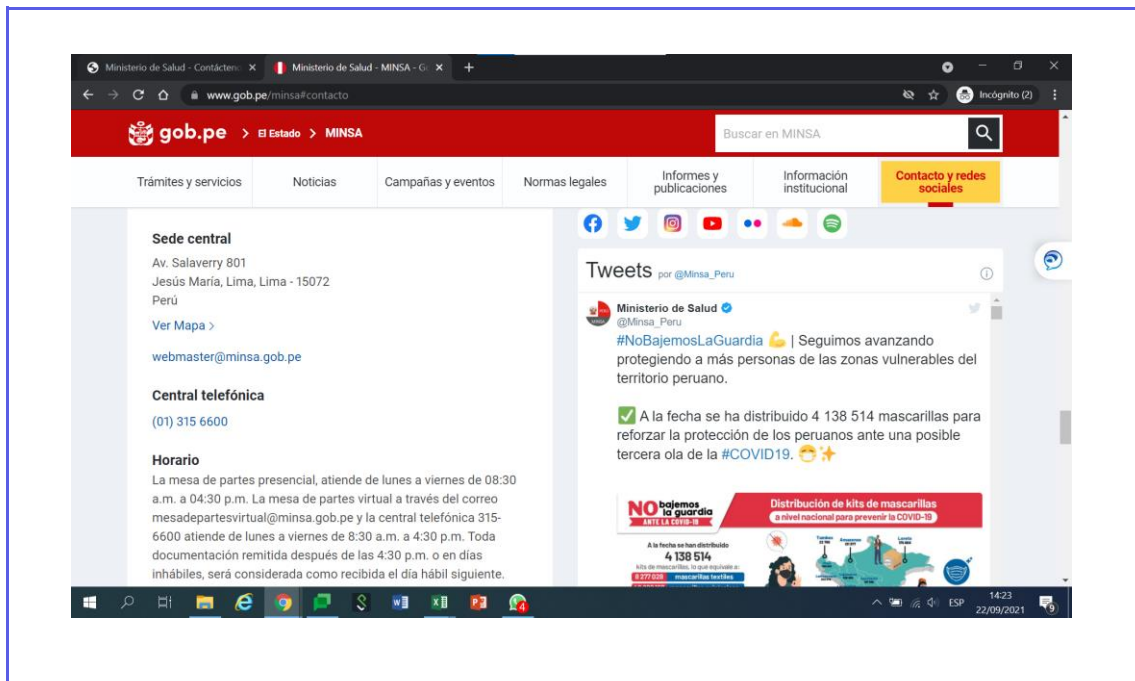 Ministerio de Salud - Contácten
Ministerio de Salud - MINSA - G
www.gob.pe/minsa#contacto
Incógnito (2)
gob.pe > El Estado > MINSA
Buscar en MINSA
Trámites y servicios
Noticias
Campañas y eventos
Normas legales
Informes y
publicaciones
Información
institucional
Contacto y redes
sociales
Sede central
Av. Salaverry 801
Jesús María, Lima, Lima - 15072
Perú
Ver Mapa >
webmaster@minsa.gob.pe
Central telefónica
(01) 315 6600
Horario
La mesa de partes presencial, atiende de lunes a viernes de 08:30
a.m. a 04:30 p.m. La mesa de partes virtual a través del correo
mesadepartesvirtual@minsa.gob.pe y la central telefónica 315-
6600 atiende de lunes a viernes de 8:30 a.m. a 4:30 p.m. Toda
documentación remitida después de las 4:30 p.m. o en días
inhábiles, será considerada como recibida el día hábil siguiente.
Tweets por @Minsa_Peru
Ministerio de Salud
@Minsa_Peru
#NoBajemosLaGuardia 💪 | Seguimos avanzando
protegiendo a más personas de las zonas vulnerables del
territorio peruano.
✅ A la fecha se ha distribuido 4 138 514 mascarillas para
reforzar la protección de los peruanos ante una posible
tercera ola de la #COVID19. 😷✨
NO bajemos
la guardia
ANTE LA COVID-19
Distribución de kits de mascarillas
a nivel nacional para prevenir la COVID-19
A la fecha se han distribuido
4 138 514
kits de mascarillas, lo que equivale a:
8 277 028 mascarillas textiles
ESP
14:23
22/09/2021